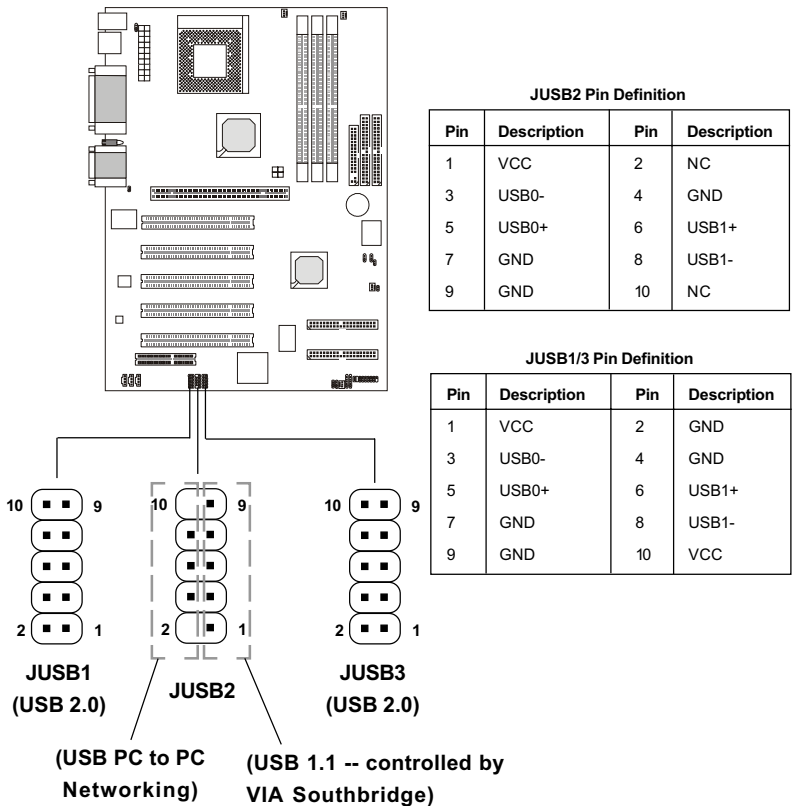 JUSB2 Pin Definition
Pin Description Pin Description
1 VCC 2 NC
3 USB0- 4 GND
5 USB0+ 6 USB1+
7 GND 8 USB1-
9 GND 10 NC
JUSB1/3 Pin Definition
Pin Description Pin Description
1 VCC 2 GND
3 USB0- 4 GND
5 USB0+ 6 USB1+
7 GND 8 USB1-
9 GND 10 VCC
10 9 10 9 10 9
2 1 2 1 2 1
JUSB1
(USB 2.0)
JUSB2
JUSB3
(USB 2.0)
(USB PC to PC
Networking)
(USB 1.1 -- controlled by
VIA Southbridge)